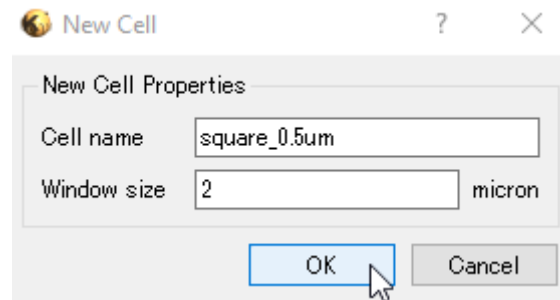 New Cell ?
New Cell Properties
Cell name square_0.5um
Window size 2 micron
OK Cancel